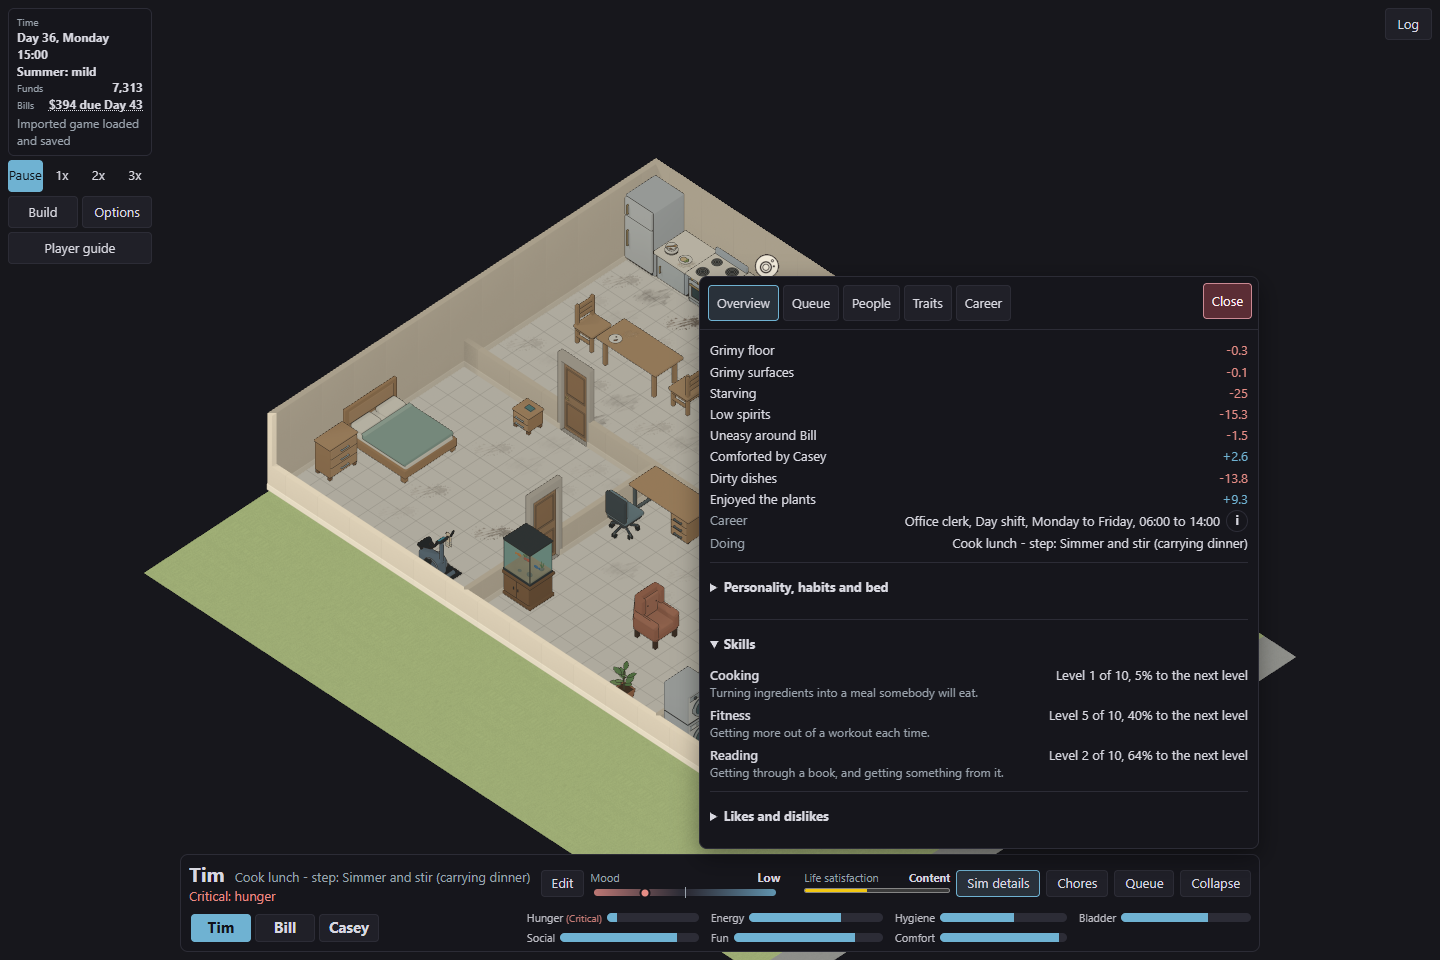 Time
Day 36, Monday
15:00
Summer: mild
Funds 7,313
Bills $394 due Day 43
Imported game loaded
and saved
Pause 1x 2x 3x
Build Options
Player guide
Log
Overview Queue People Traits Career Close
Grimy floor -0.3
Grimy surfaces -0.1
Starving -25
Low spirits -15.3
Uneasy around Bill -1.5
Comforted by Casey +2.6
Dirty dishes -13.8
Enjoyed the plants +9.3
Career Office clerk, Day shift, Monday to Friday, 06:00 to 14:00 i
Doing Cook lunch - step: Simmer and stir (carrying dinner)
Personality, habits and bed
Skills
Cooking Level 1 of 10, 5% to the next level
Turning ingredients into a meal somebody will eat.
Fitness Level 5 of 10, 40% to the next level
Getting more out of a workout each time.
Reading Level 2 of 10, 64% to the next level
Getting through a book, and getting something from it.
Likes and dislikes
Tim Cook lunch - step: Simmer and stir (carrying dinner)
Critical: hunger
Edit Mood Low Life satisfaction Content Sim details Chores Queue Collapse
Tim Bill Casey
Hunger (Critical) Energy Hygiene Bladder
Social Fun Comfort